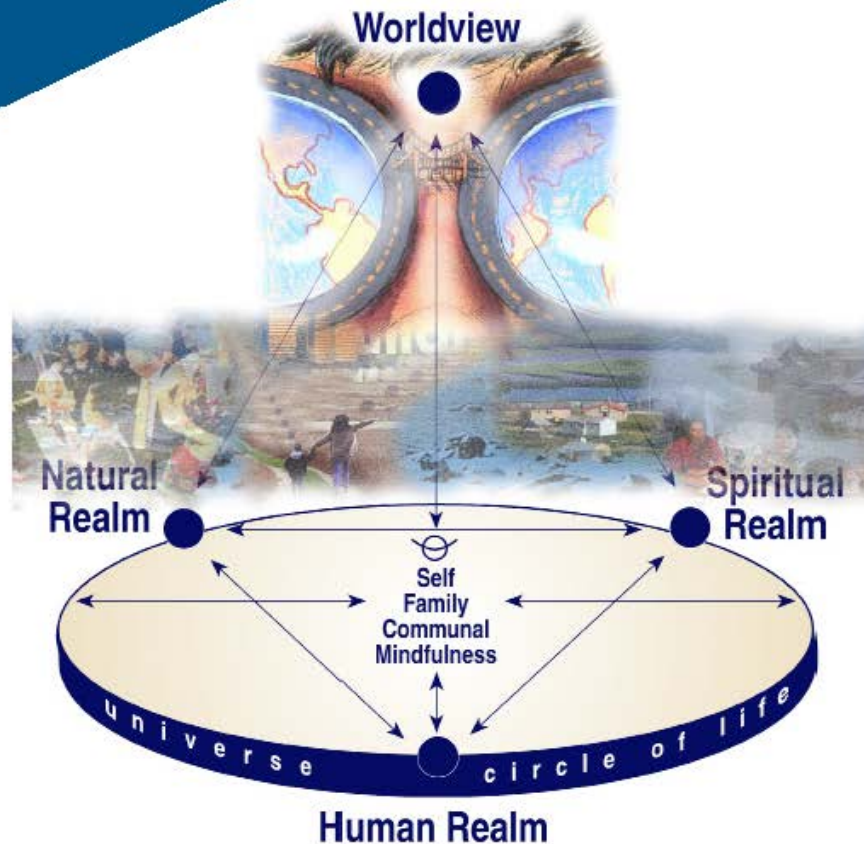 Worldview
Natural
Realm
Spiritual
Realm
Self
Family
Communal
Mindfulness
universe circle of life
Human Realm